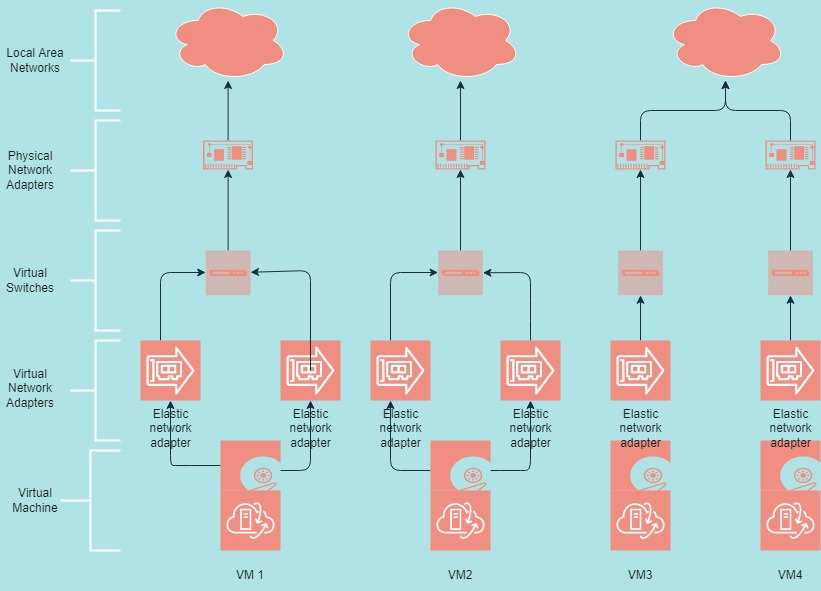 Local Area
Networks
Physical
Network
Adapters
Virtual
Switches
Virtual
Network
Adapters
Elastic
network
adapter
Elastic
network
adapter
Elastic
network
adapter
Elastic
network
adapter
Elastic
network
adapter
Elastic
network
adapter
Virtual
Machine
VM 1
VM2
VM3
VM4